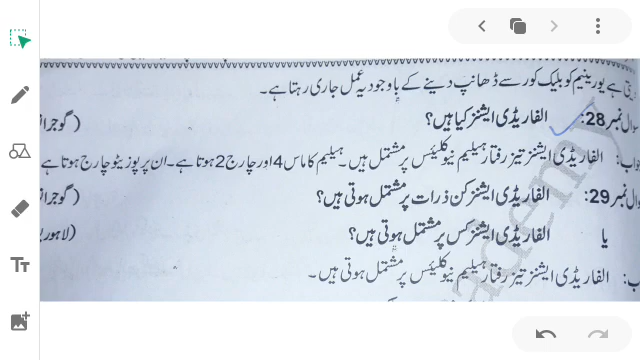 ہے یورینیم کو بلیک کور سے ڈھانپ دینے کے باوجود یہ عمل جاری رہتا ہے۔
سوال نمبر 28: الفا ریڈی ایشنز کیا ہیں؟ (گوجرا
جواب: الفا ریڈی ایشنز تیز رفتار ہیلیم نیوکلیئس پر مشتمل ہیں۔ ہیلیم کا ماس 4 اور چارج 2 ہوتا ہے۔ ان پر پوزیٹو چارج ہوتا ہے
سوال نمبر 29: الفا ریڈی ایشنز کن ذرات پر مشتمل ہوتی ہیں؟ (گوجرا
یا الفا ریڈی ایشنز کس پر مشتمل ہوتی ہیں؟ (لاہور
ب: الفا ریڈی ایشنز تیز رفتار ہیلیم نیوکلیئس پر مشتمل ہوتی ہیں۔